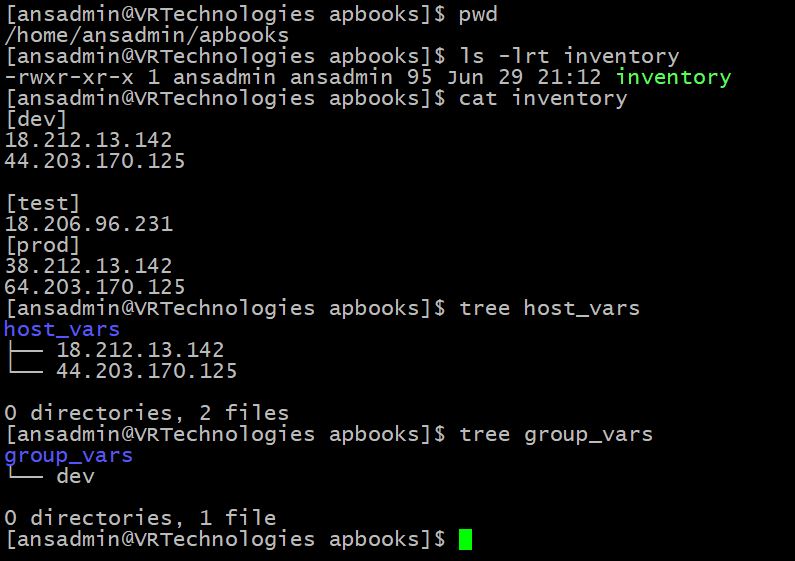 [ansadmin@VRTechnologies apbooks]$ pwd
/home/ansadmin/apbooks
[ansadmin@VRTechnologies apbooks]$ ls -lrt inventory
-rwxr-xr-x 1 ansadmin ansadmin 95 Jun 29 21:12 inventory
[ansadmin@VRTechnologies apbooks]$ cat inventory
[dev]
18.212.13.142
44.203.170.125

[test]
18.206.96.231
[prod]
38.212.13.142
64.203.170.125
[ansadmin@VRTechnologies apbooks]$ tree host_vars
host_vars
├── 18.212.13.142
└── 44.203.170.125

0 directories, 2 files
[ansadmin@VRTechnologies apbooks]$ tree group_vars
group_vars
└── dev

0 directories, 1 file
[ansadmin@VRTechnologies apbooks]$